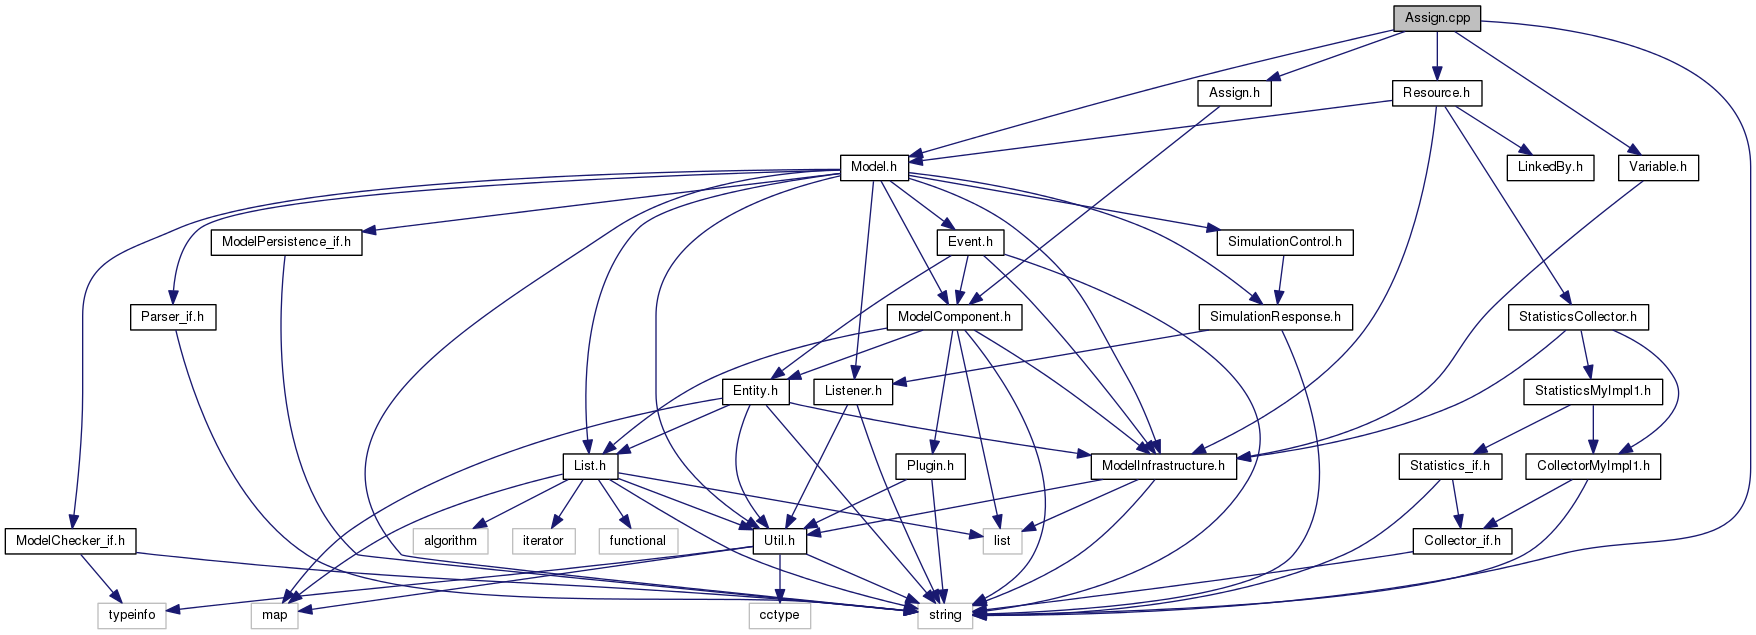 Assign.cpp
Assign.h
Resource.h
Model.h
LinkedBy.h
Variable.h
ModelPersistence_if.h
Event.h
SimulationControl.h
Parser_if.h
ModelComponent.h
SimulationResponse.h
StatisticsCollector.h
Entity.h
Listener.h
StatisticsMyImpl1.h
List.h
Plugin.h
ModelInfrastructure.h
Statistics_if.h
CollectorMyImpl1.h
ModelChecker_if.h
algorithm
iterator
functional
Util.h
list
Collector_if.h
typeinfo
map
cctype
string